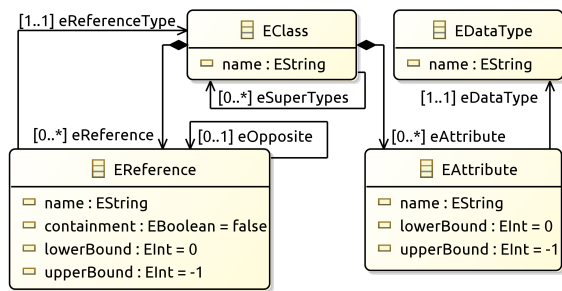 [1..1] eReferenceType
EClass
name : EString
EDataType
name : EString
[0..*] eSuperTypes
[1..1] eDataType
[0..*] eReference
[0..1] eOpposite
[0..*] eAttribute
EReference
name : EString
containment : EBoolean = false
lowerBound : EInt = 0
upperBound : EInt = -1
EAttribute
name : EString
lowerBound : EInt = 0
upperBound : EInt = -1